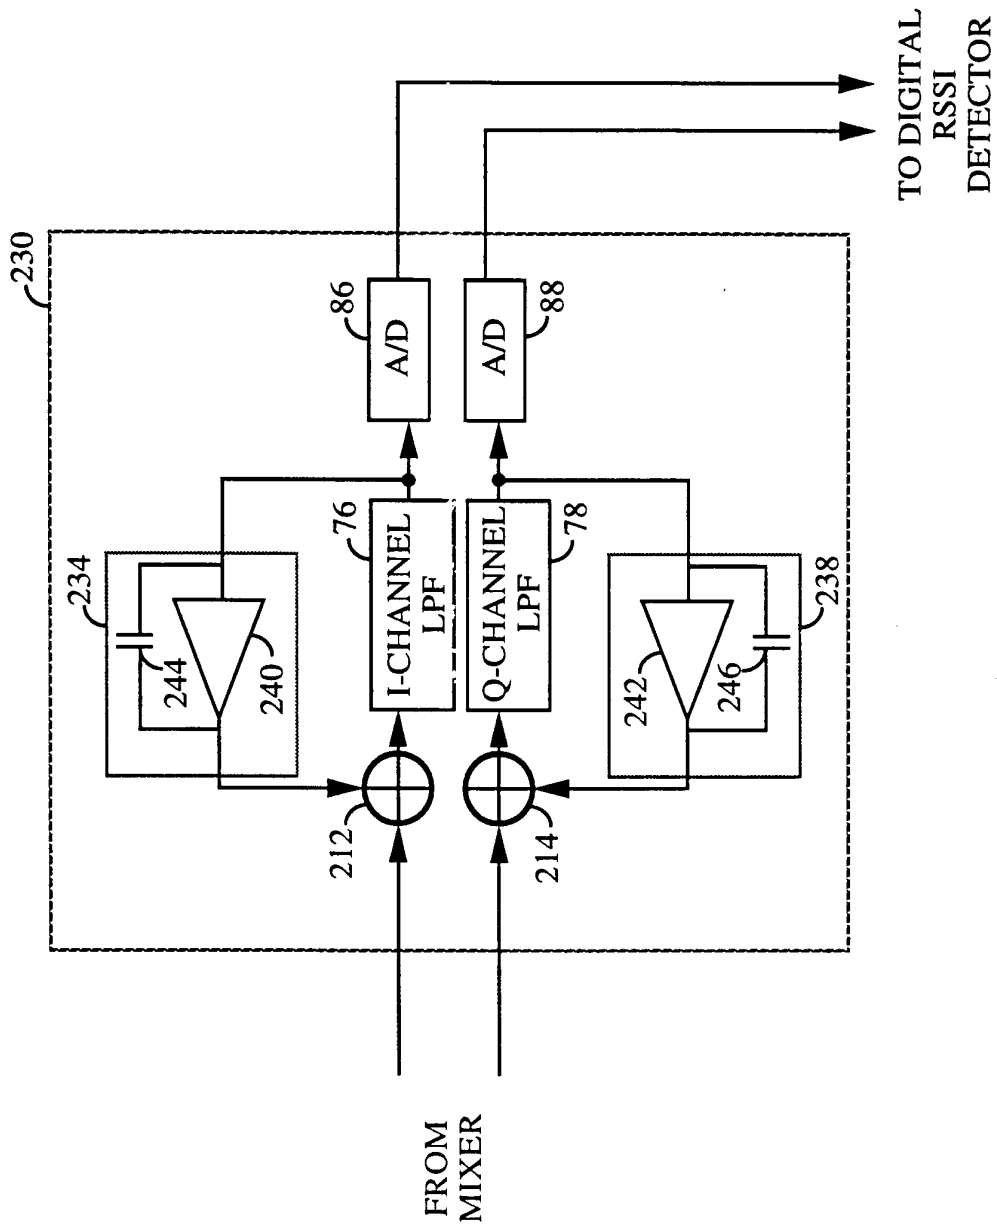 230
234
244
240
212
I-CHANNEL
LPF
76
A/D
86
FROM
MIXER
Q-CHANNEL
LPF
78
A/D
88
214
242
246
238
TO DIGITAL
RSSI
DETECTOR